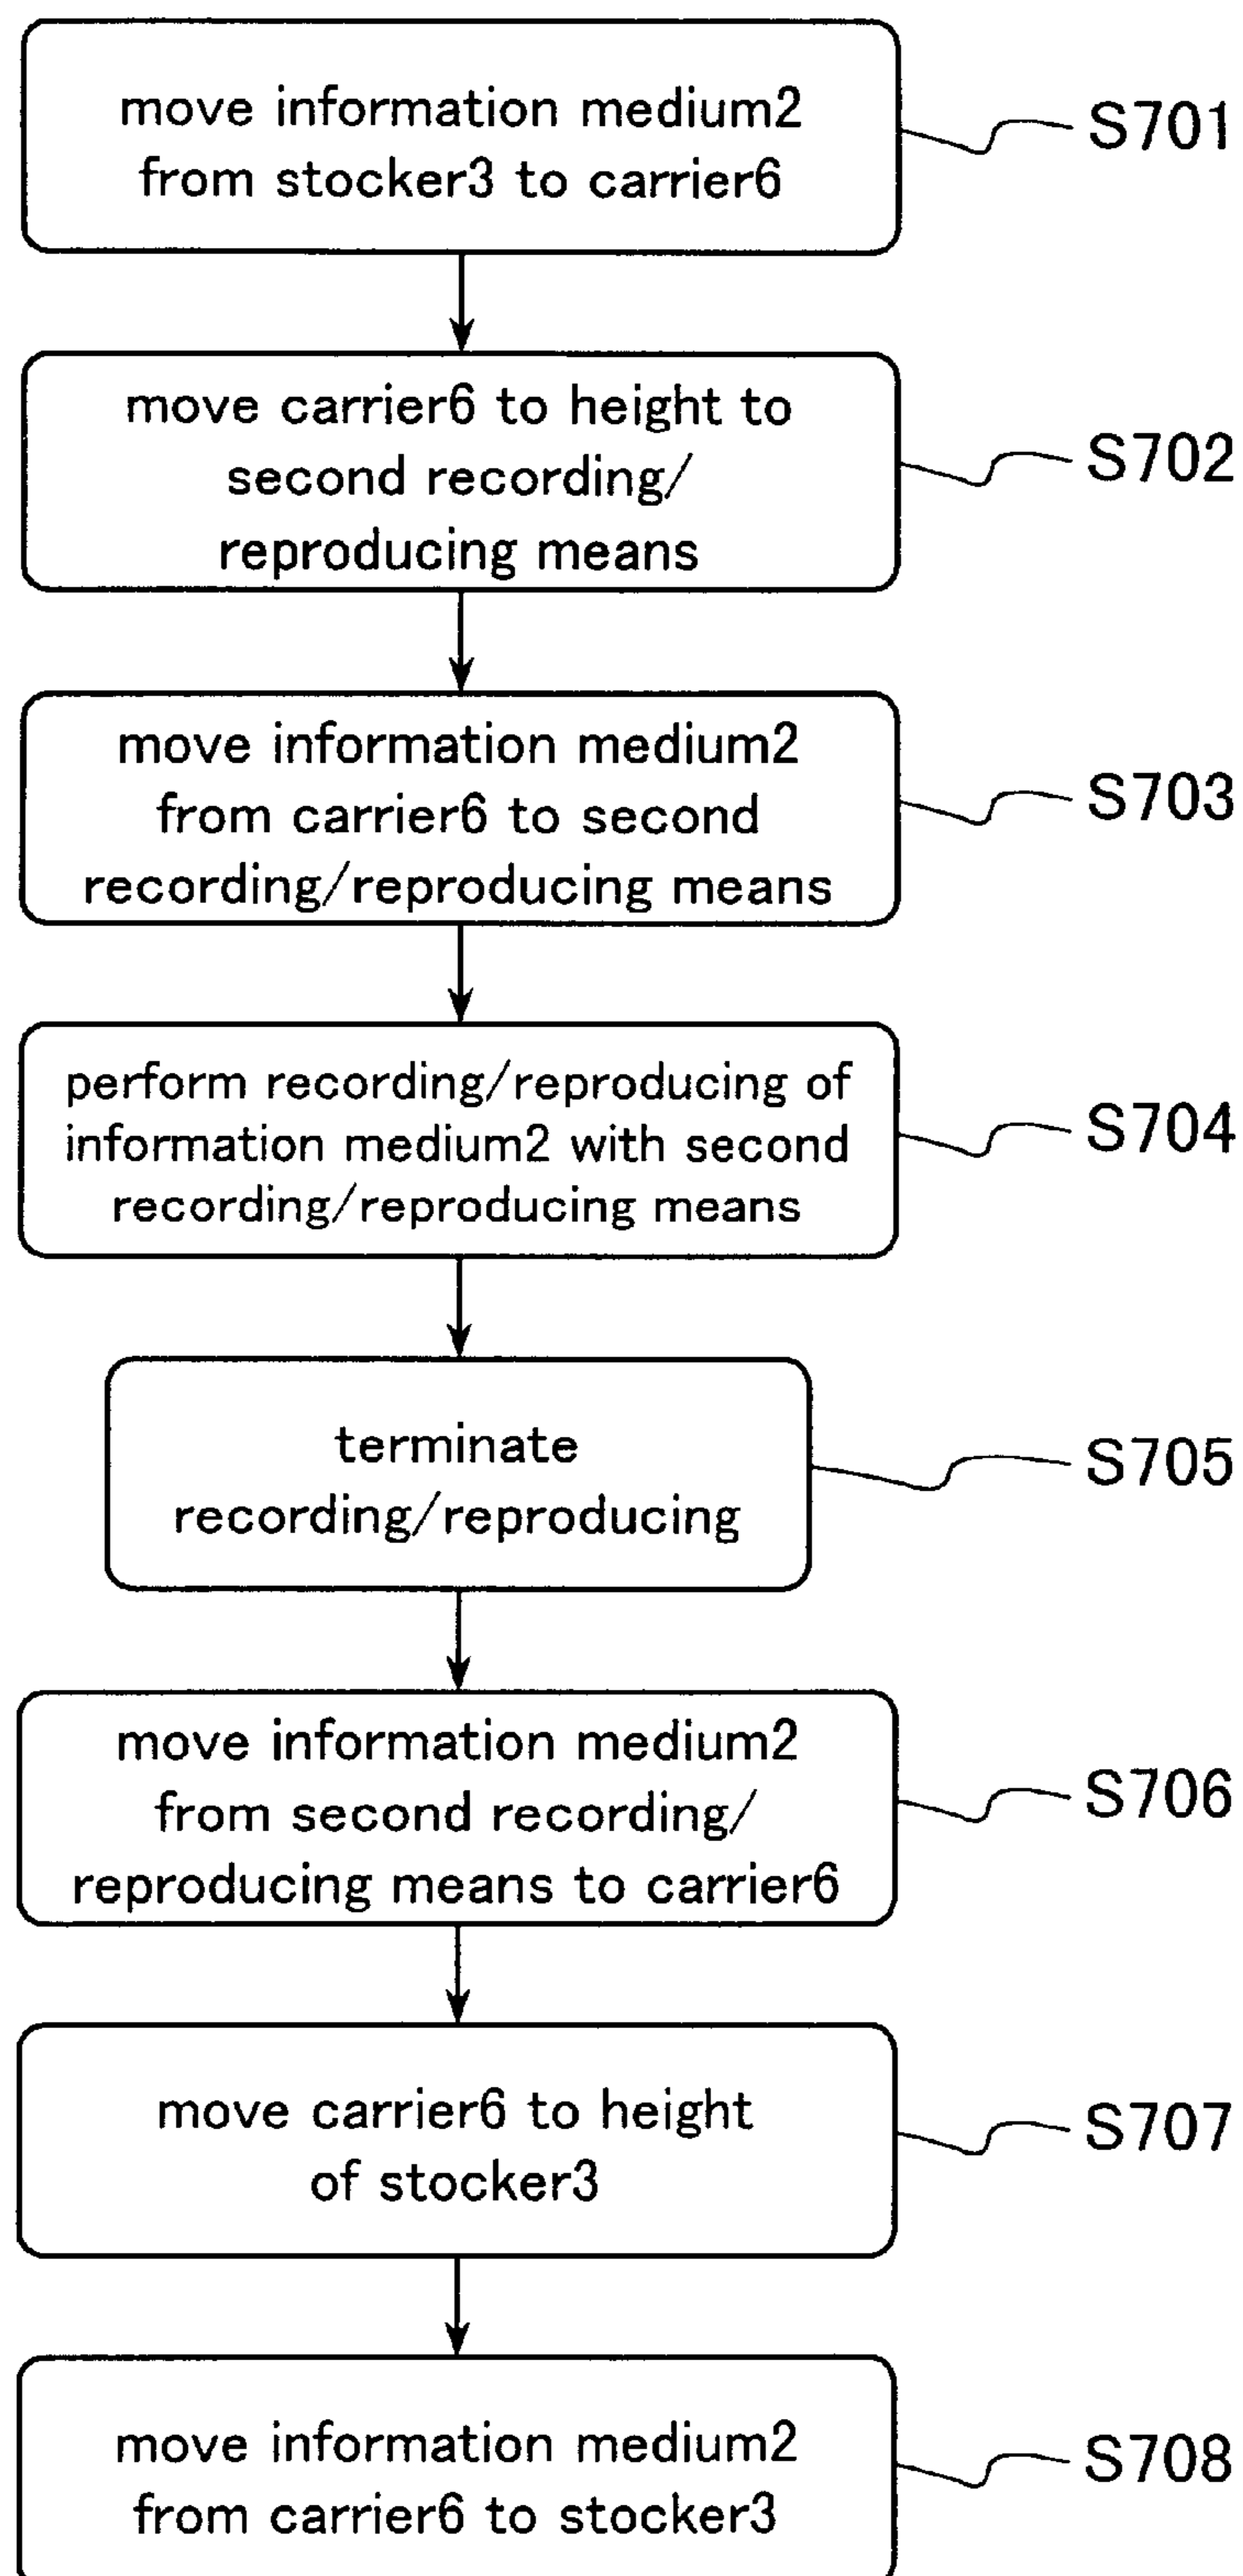 move information medium2
from stocker3 to carrier6
S701
move carrier6 to height to
second recording/
reproducing means
S702
move information medium2
from carrier6 to second
recording/reproducing means
S703
perform recording/reproducing of
information medium2 with second
recording/reproducing means
S704
terminate
recording/reproducing
S705
move information medium2
from second recording/
reproducing means to carrier6
S706
move carrier6 to height
of stocker3
S707
move information medium2
from carrier6 to stocker3
S708